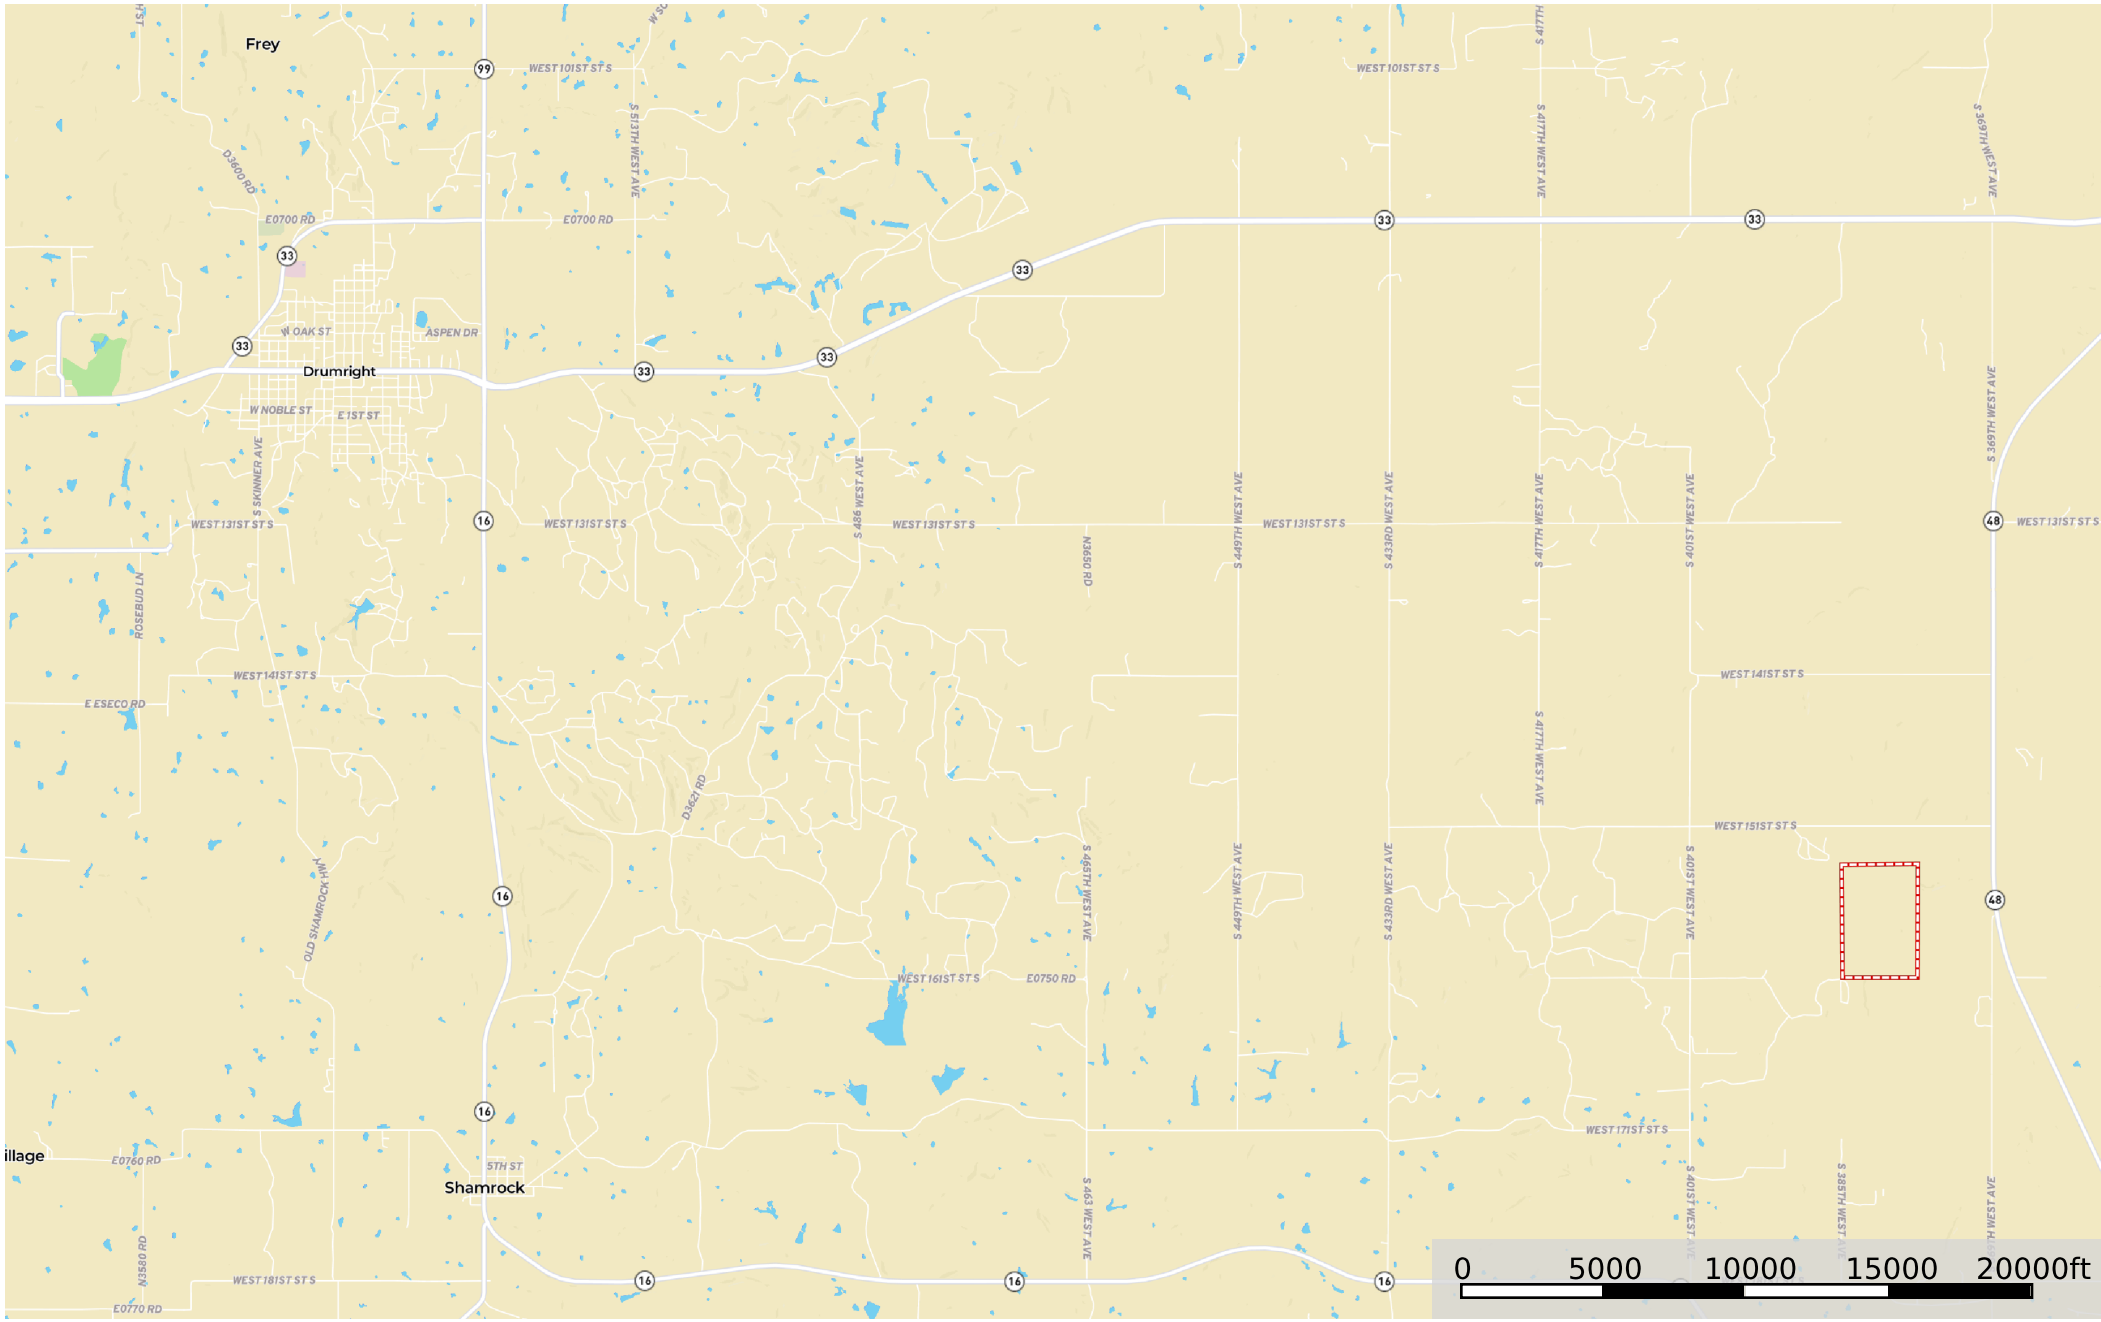 H ST
W SO
S 417TH
Frey
99
WEST 101ST ST S
WEST 101ST ST S
S 513TH WEST AVE
S 417TH WEST AVE
S 369TH WEST AVE
D3600 RD
E0700 RD
E0700 RD
33
33
33
33
33
33
33
N OAK ST
ASPEN DR
Drumright
W NOBLE ST
E 1ST ST
S SKINNER AVE
S 369TH WEST AVE
S 486 WEST AVE
S 449TH WEST AVE
S 433RD WEST AVE
S 417TH WEST AVE
S 401ST WEST AVE
WEST 131ST ST S
16
WEST 131ST ST S
WEST 131ST ST S
WEST 131ST ST S
48
WEST 131ST ST S
N3650 RD
ROSEBUD LN
WEST 141ST ST S
WEST 141ST ST S
E ESECO RD
S 417TH WEST AVE
D3621 RD
WEST 151ST ST S
OLD SHAMROCK HWY
16
S 465TH WEST AVE
S 449TH WEST AVE
S 433RD WEST AVE
S 401ST WEST AVE
48
WEST 161ST ST S
E0750 RD
16
WEST 171ST ST S
illage
E0760 RD
5TH ST
Shamrock
S 463 WEST AVE
S 401ST WEST AVE
S 385TH WEST AVE
N3580 RD
WEST 181ST ST S
16
16
16
E0770 RD
0 5000 10000 15000 20000ft